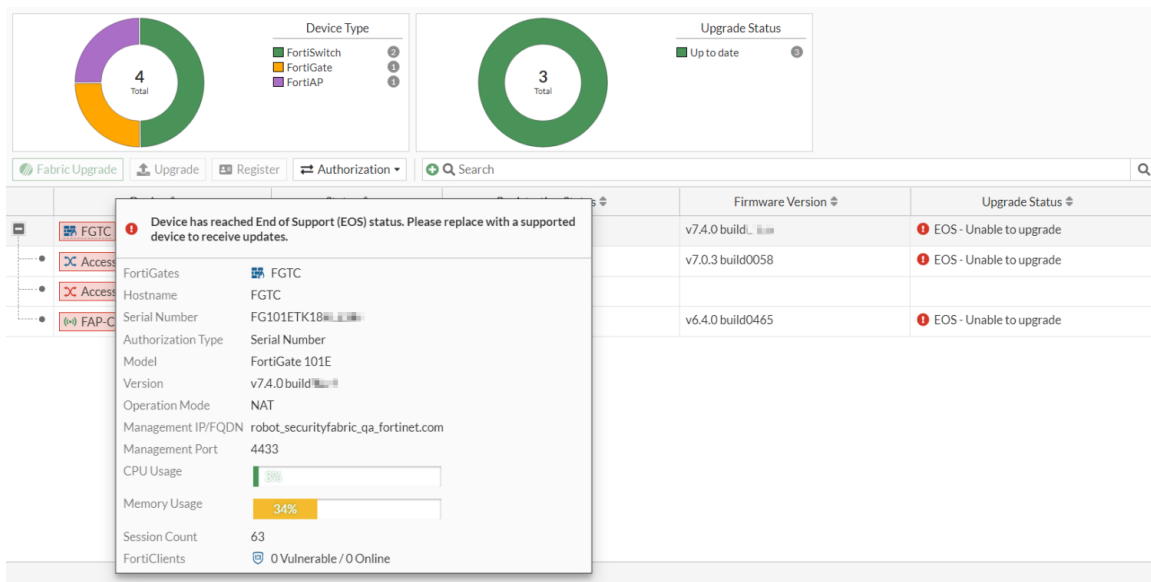 Device Type
FortiSwitch 2
FortiGate 1
FortiAP 1
4
Total
Upgrade Status
Up to date 3
3
Total
Fabric Upgrade Upgrade Register Authorization Search
Firmware Version Upgrade Status
FGTC v7.4.0 build EOS - Unable to upgrade
Access v7.0.3 build0058 EOS - Unable to upgrade
Access
FAP-C v6.4.0 build0465 EOS - Unable to upgrade
Device has reached End of Support (EOS) status. Please replace with a supported
device to receive updates.
FortiGates FGTC
Hostname FGTC
Serial Number FG101ETK18
Authorization Type Serial Number
Model FortiGate 101E
Version v7.4.0 build
Operation Mode NAT
Management IP/FQDN robot_securityfabric_qa_fortinet.com
Management Port 4433
CPU Usage 3%
Memory Usage 34%
Session Count 63
FortiClients 0 Vulnerable / 0 Online